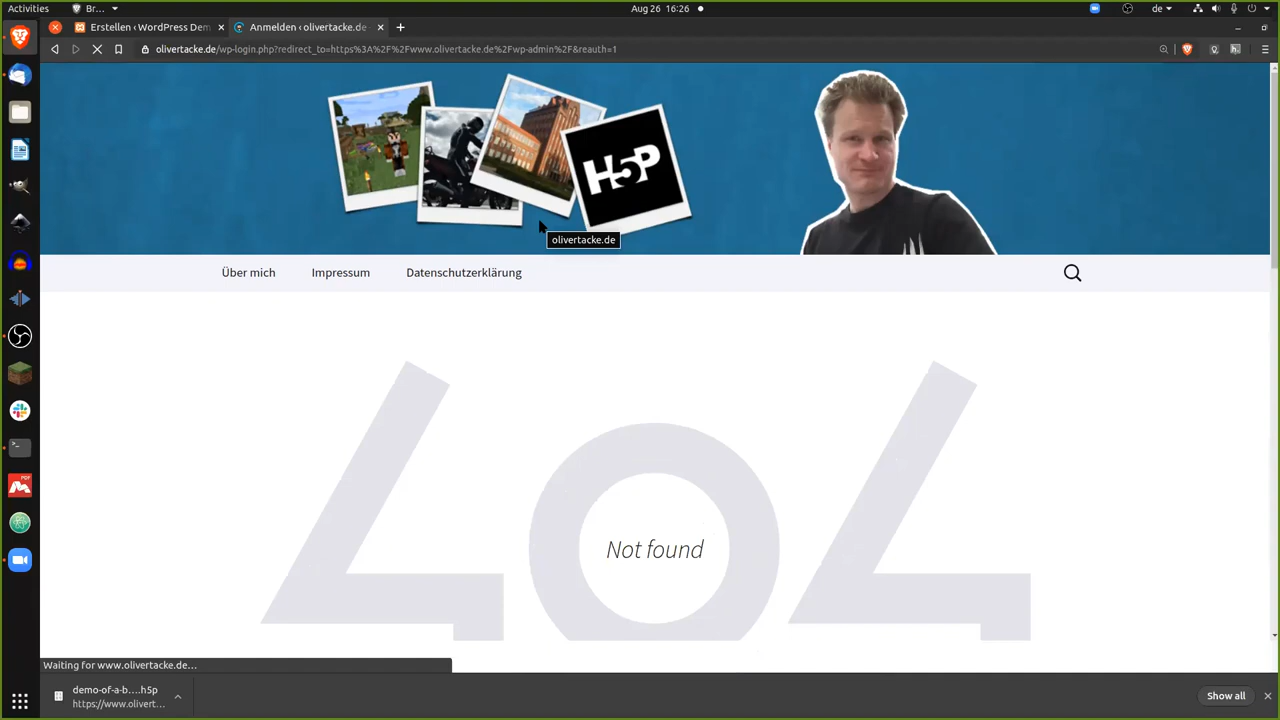 Activities
Br...
Aug 26 16:26
de
Erstellen ‹ WordPress Dem
Anmelden ‹ olivertacke.de
olivertacke.de/wp-login.php?redirect_to=https%3A%2F%2Fwww.olivertacke.de%2Fwp-admin%2F&reauth=1
H5P
olivertacke.de
Über mich
Impressum
Datenschutzerklärung
404
Not found
Waiting for www.olivertacke.de...
demo-of-a-b....h5p
https://www.olivert...
Show all